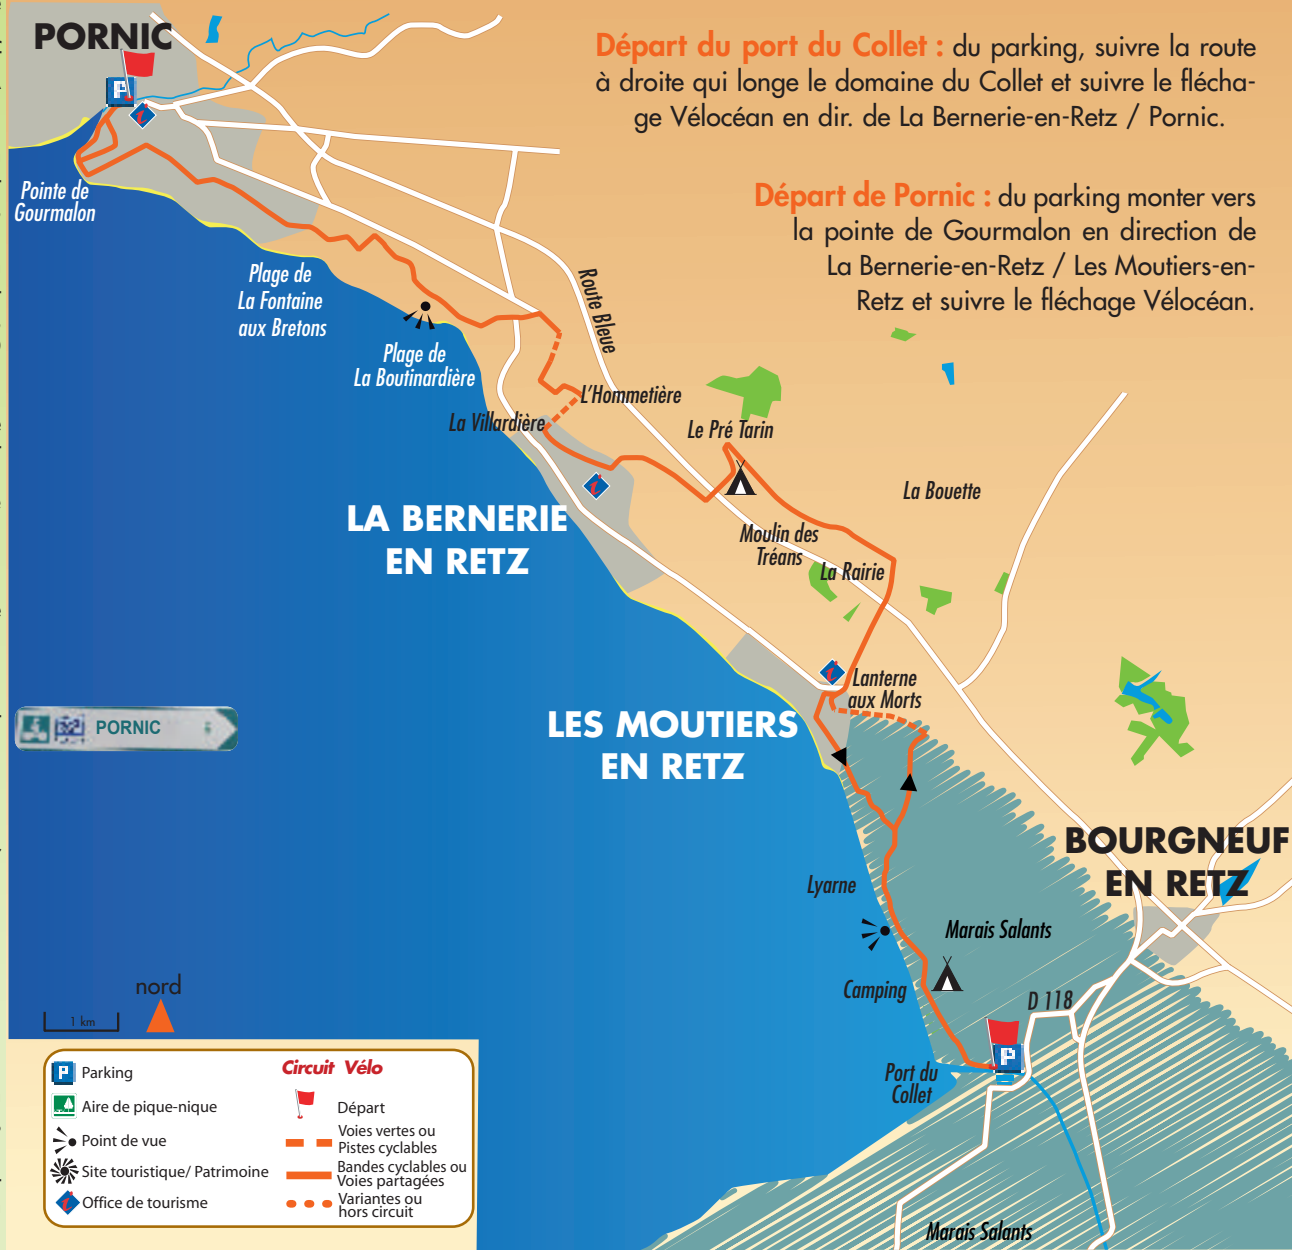 PORNIC
Départ du port du Collet : du parking, suivre la route
à droite qui longe le domaine du Collet et suivre le flécha-
ge Vélocéan en dir. de La Bernerie-en-Retz / Pornic.
Départ de Pornic : du parking monter vers
la pointe de Gourmalon en direction de
La Bernerie-en-Retz / Les Moutiers-en-
Retz et suivre le fléchage Vélocéan.
P
i
Pointe de
Gourmalon
Plage de
La Fontaine
aux Bretons
Route Bleue
Plage de
La Boutinardière
L'Hommetière
La Villardière
Le Pré Tarin
i
La Bouette
LA BERNERIE
EN RETZ
Moulin des
Tréans
La Rairie
i
Lanterne
aux Morts
LES MOUTIERS
EN RETZ
PORNIC
BOURGNEUF
EN RETZ
Lyarne
Marais Salants
Camping
D 118
nord
1 km
P
Port du
Collet
Marais Salants
P Parking
Aire de pique-nique
Point de vue
Site touristique/ Patrimoine
i Office de tourisme
Circuit Vélo
Départ
Voies vertes ou
Pistes cyclables
Bandes cyclables ou
Voies partagées
Variantes ou
hors circuit